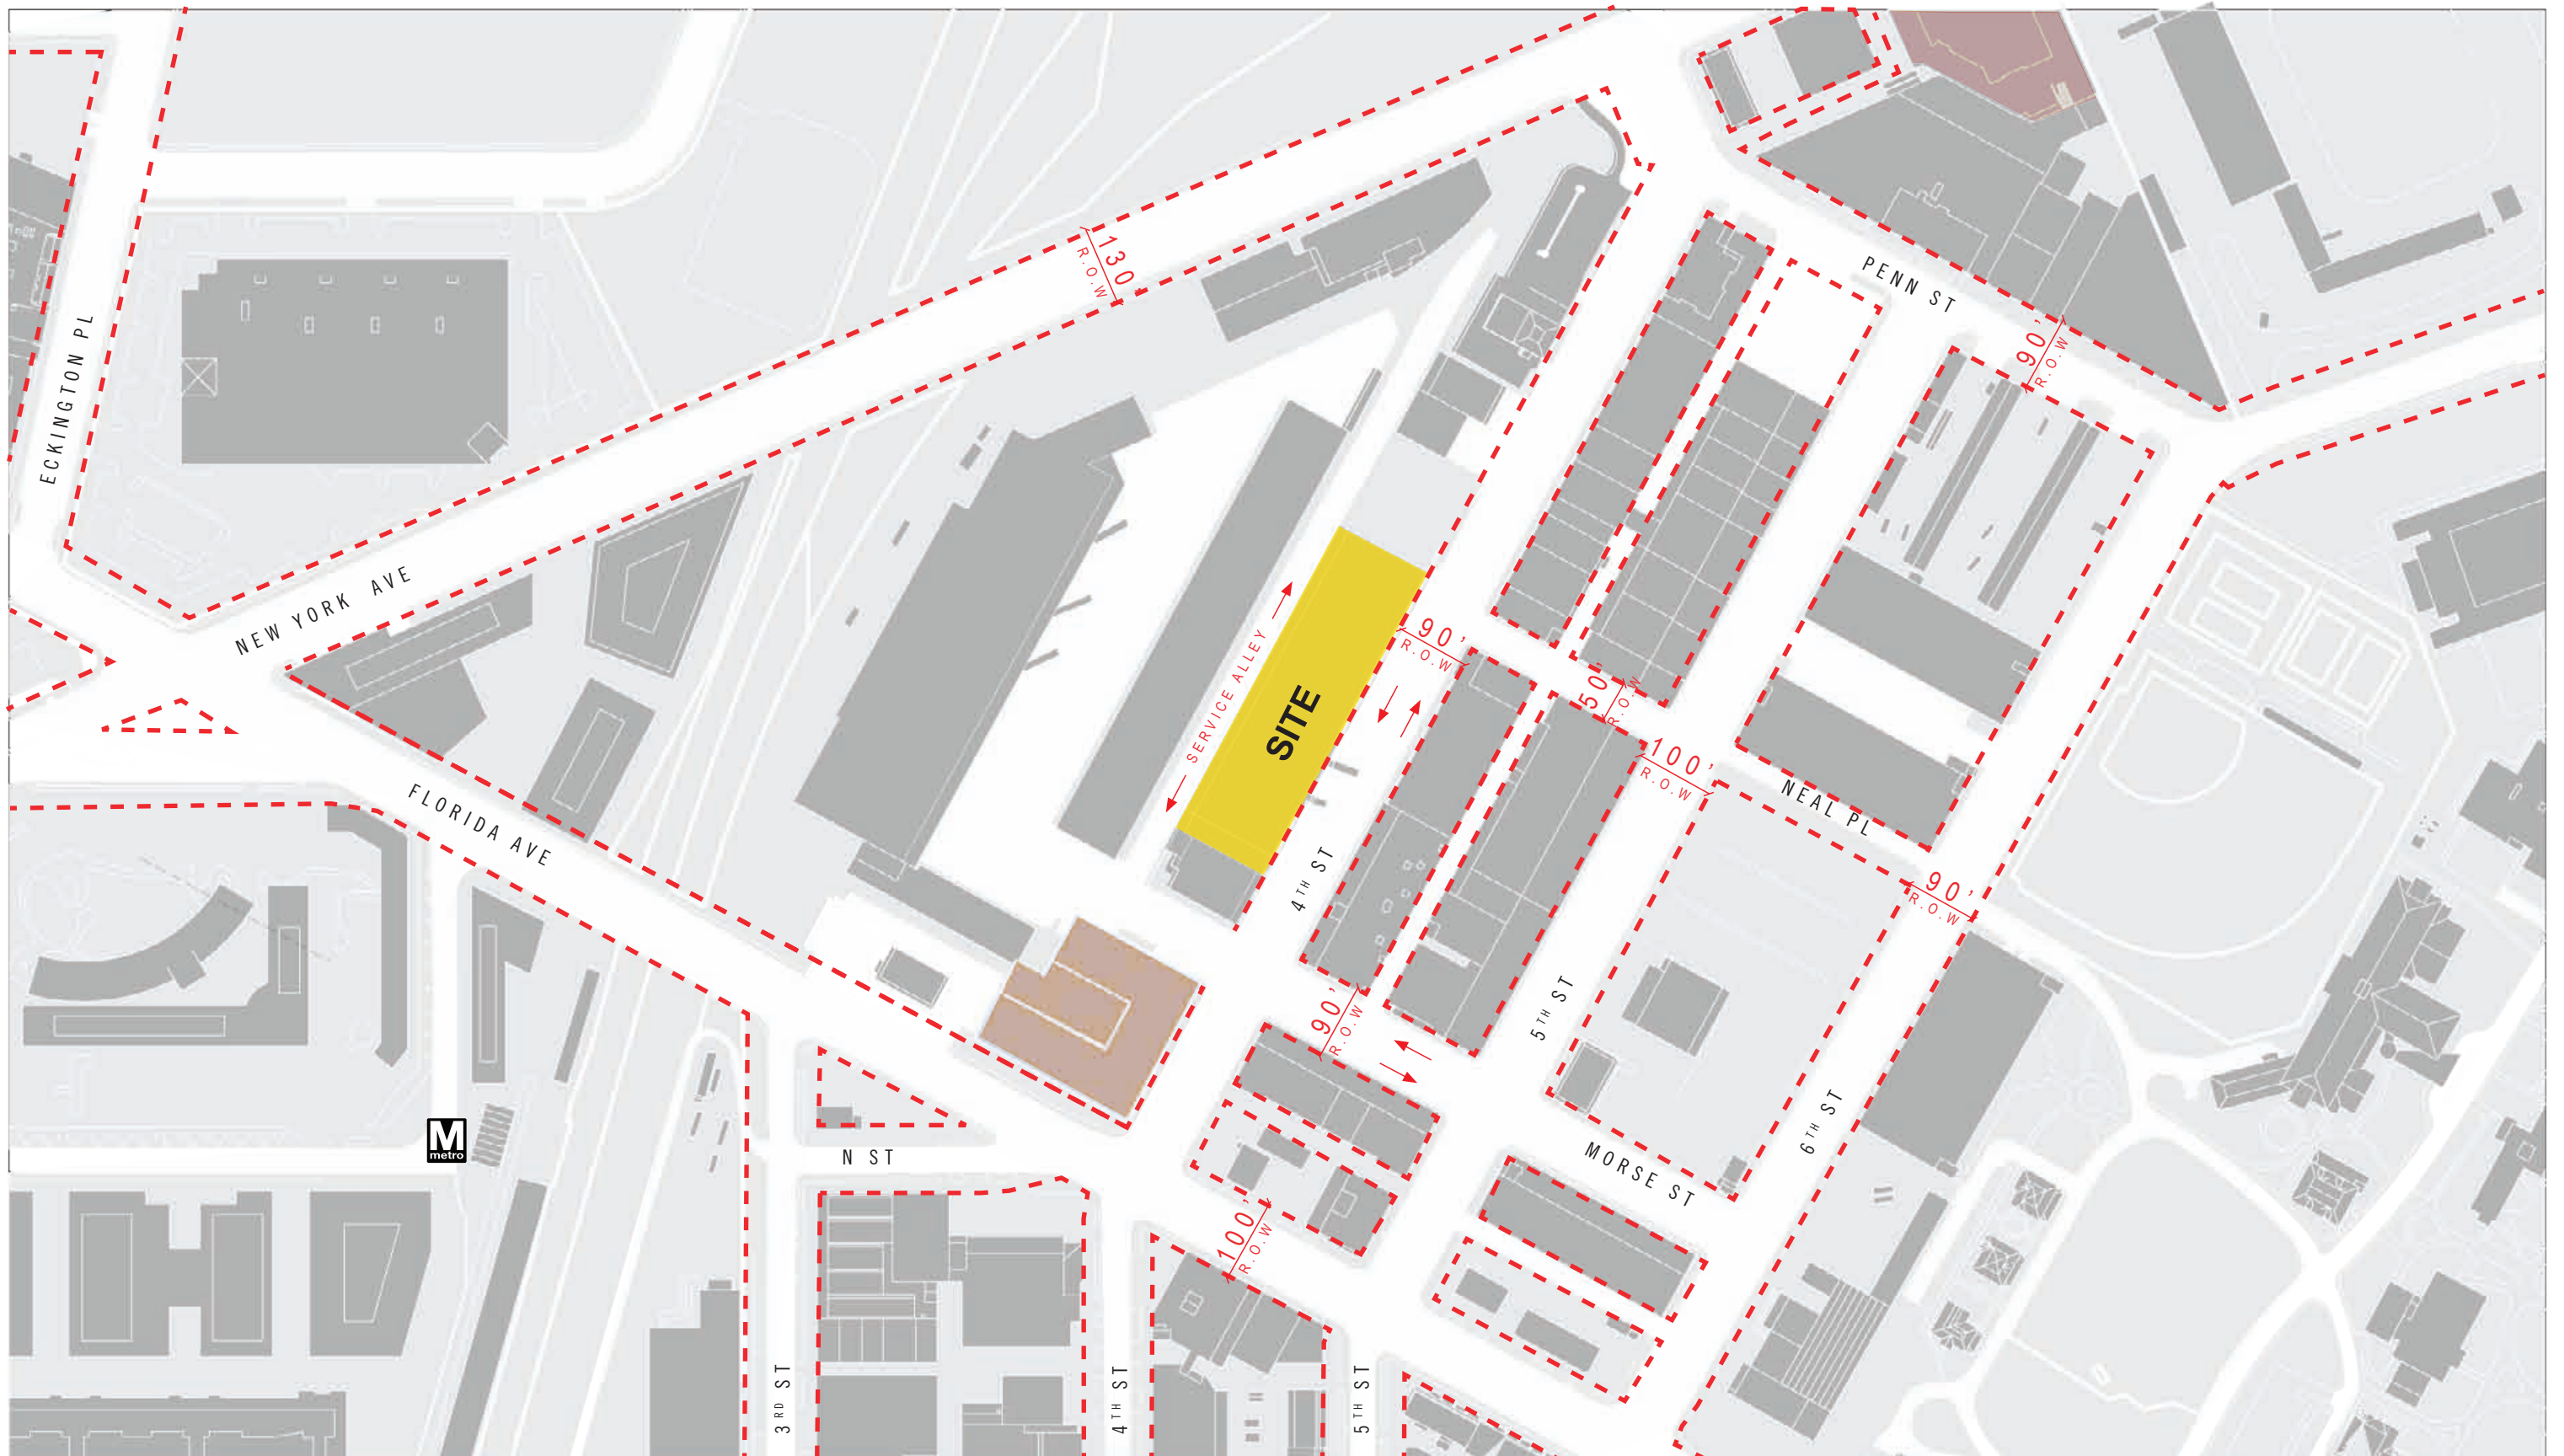 130'
R.O.W
PENN ST
90'
R.O.W
ECKINGTON PL
NEW YORK AVE
90'
R.O.W
SERVICE ALLEY
SITE
50'
R.O.W
100'
R.O.W
NEAL PL
FLORIDA AVE
4TH ST
90'
R.O.W
5TH ST
90'
R.O.W
M
metro
N ST
6TH ST
MORSE ST
100'
R.O.W
3RD ST
4TH ST
5TH ST